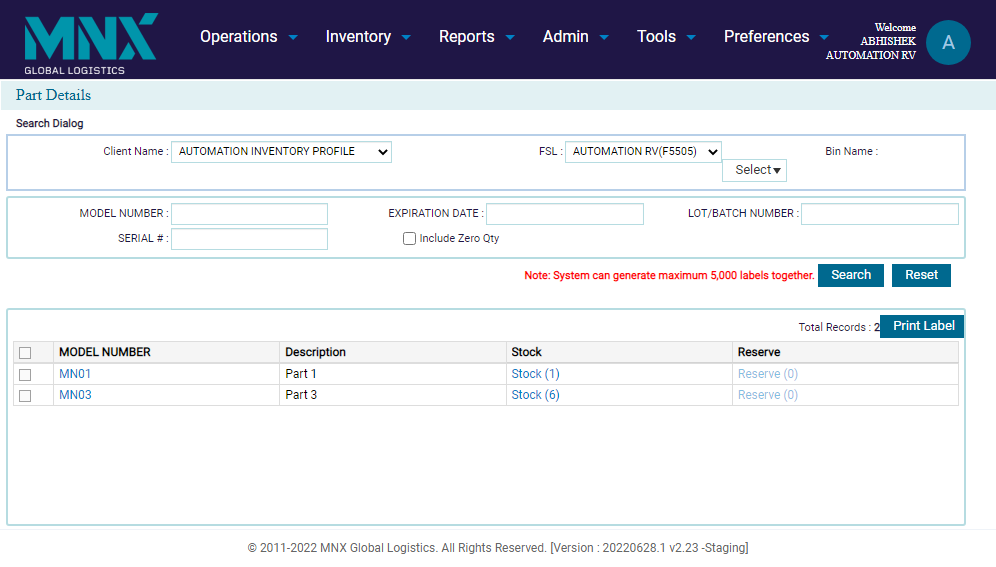 MNX
GLOBAL LOGISTICS
Operations Inventory Reports Admin Tools Preferences
Welcome
ABHISHEK
AUTOMATION RV
A
Part Details
Search Dialog
Client Name : AUTOMATION INVENTORY PROFILE FSL : AUTOMATION RV(F5505) Bin Name :
Select
MODEL NUMBER : EXPIRATION DATE : LOT/BATCH NUMBER :
SERIAL # : Include Zero Qty
Note: System can generate maximum 5,000 labels together. Search Reset
Total Records : 2 Print Label
MODEL NUMBER Description Stock Reserve
MN01 Part 1 Stock (1) Reserve (0)
MN03 Part 3 Stock (6) Reserve (0)
© 2011-2022 MNX Global Logistics. All Rights Reserved. [Version : 20220628.1 v2.23 -Staging]